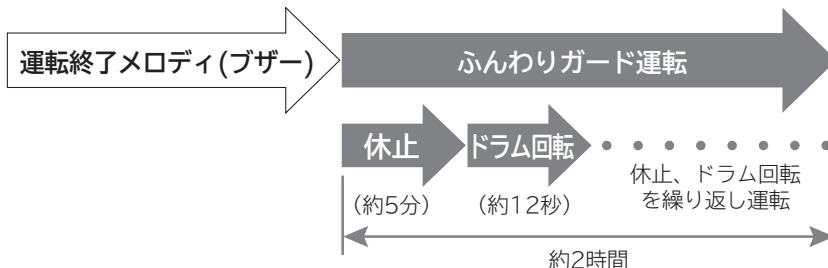 運転終了メロディ(ブザー)
ふんわりガード運転
休止
ドラム回転
(約5分)
(約12秒)
休止、ドラム回転
を繰り返し運転
約2時間